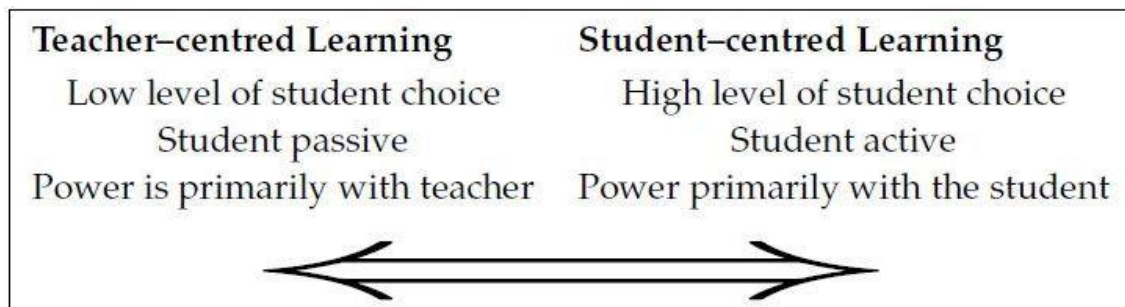 Teacher–centred Learning Student–centred Learning
Low level of student choice High level of student choice
Student passive Student active
Power is primarily with teacher Power primarily with the student